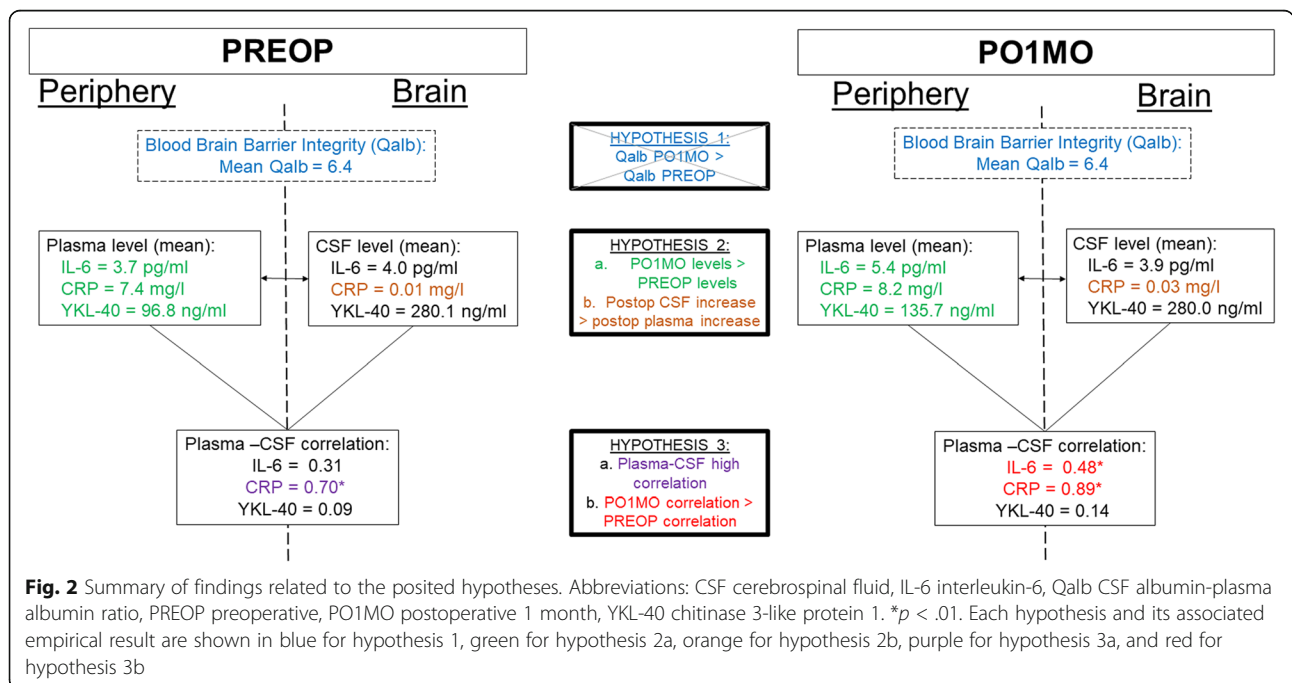 PREOP
Periphery
Brain
Blood Brain Barrier Integrity (Qalb):
Mean Qalb = 6.4
Plasma level (mean):
IL-6 = 3.7 pg/ml
CRP = 7.4 mg/l
YKL-40 = 96.8 ng/ml
CSF level (mean):
IL-6 = 4.0 pg/ml
CRP = 0.01 mg/l
YKL-40 = 280.1 ng/ml
Plasma –CSF correlation:
IL-6 = 0.31
CRP = 0.70*
YKL-40 = 0.09
HYPOTHESIS 1:
Qalb PO1MO >
Qalb PREOP
HYPOTHESIS 2:
a. PO1MO levels >
PREOP levels
b. Postop CSF increase
> postop plasma increase
HYPOTHESIS 3:
a. Plasma-CSF high
correlation
b. PO1MO correlation >
PREOP correlation
PO1MO
Periphery
Brain
Blood Brain Barrier Integrity (Qalb):
Mean Qalb = 6.4
Plasma level (mean):
IL-6 = 5.4 pg/ml
CRP = 8.2 mg/l
YKL-40 = 135.7 ng/ml
CSF level (mean):
IL-6 = 3.9 pg/ml
CRP = 0.03 mg/l
YKL-40 = 280.0 ng/ml
Plasma –CSF correlation:
IL-6 = 0.48*
CRP = 0.89*
YKL-40 = 0.14
Fig. 2 Summary of findings related to the posited hypotheses. Abbreviations: CSF cerebrospinal fluid, IL-6 interleukin-6, Qalb CSF albumin-plasma
albumin ratio, PREOP preoperative, PO1MO postoperative 1 month, YKL-40 chitinase 3-like protein 1. *p < .01. Each hypothesis and its associated
empirical result are shown in blue for hypothesis 1, green for hypothesis 2a, orange for hypothesis 2b, purple for hypothesis 3a, and red for
hypothesis 3b